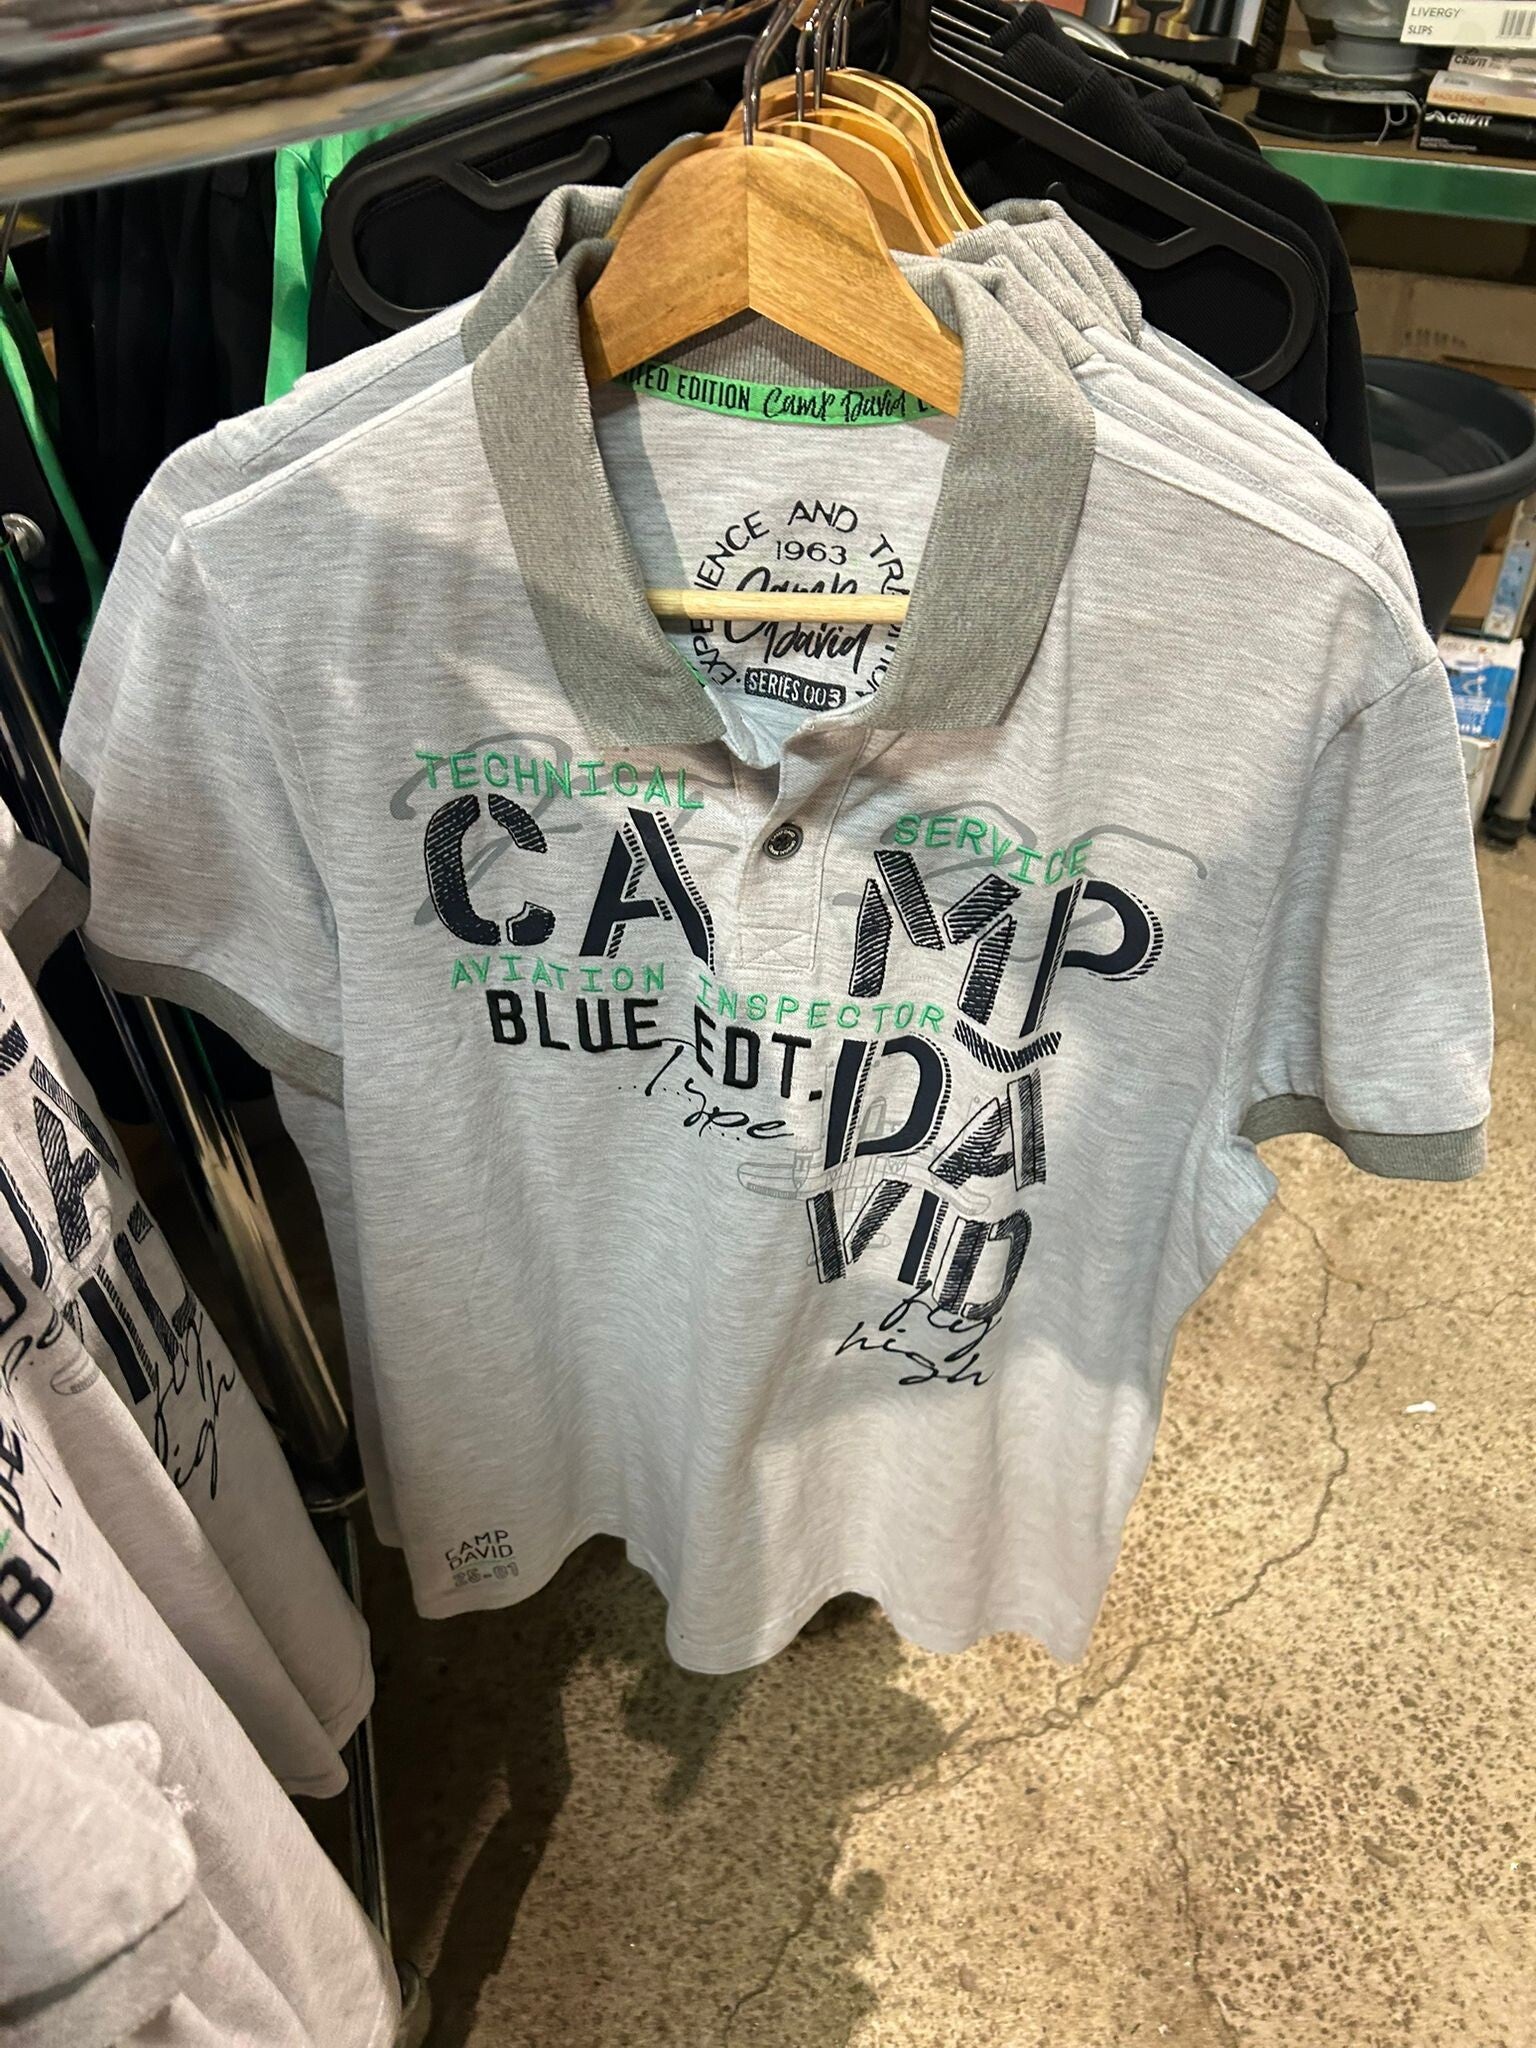 LIVERGY
SLIPS
CRIVIT
CRIVIT
EDITION Camp David
EXPERIENCE AND TRADITION
1963
Camp
David
SERIES 003
TECHNICAL
SERVICE
CAMP
AVIATION INSPECTOR
BLUE EDT.
Type
DAVID
fly
high
CAMP
DAVID
25-01